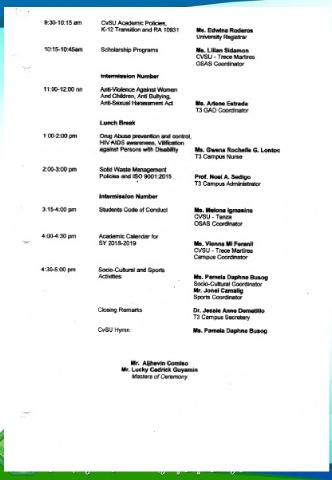 9:30-10:15 am CvSU Academic Policies,
K-12 Transition and RA 10931 Ms. Edwina Roderos
University Registrar
10:15-10:45am Scholarship Programs Ms. Lilian Sidamon
CVSU - Trece Martires
OSAS Coordinator
Intermission Number
11:00-12:00 nn Anti-Violence Against Women
And Children, Anti Bullying,
Anti-Sexual Harassment Act Ms. Arlene Estrada
T3 GAD Coordinator
Lunch Break
1:00-2:00 pm Drug Abuse prevention and control,
HIV-AIDS awareness, Vilification
against Persons with Disability Ms. Gwena Rochelle G. Lontoc
T3 Campus Nurse
2:00-3:00 pm Solid Waste Management
Policies and ISO 9001:2015 Prof. Noel A. Sedigo
T3 Campus Administrator
Intermission Number
3:15-4:00 pm Students Code of Conduct Ms. Melona Igmasine
CVSU - Tanza
OSAS Coordinator
4:00-4:30 pm Academic Calendar for
SY 2018-2019 Ms. Vienna Mi Feranil
CVSU - Trece Martires
Campus Coordinator
4:30-5:00 pm Socio-Cultural and Sports
Activities Ms. Pamela Daphne Busog
Socio-Cultural Coordinator
Mr. Jonel Camalig
Sports Coordinator
Closing Remarks Dr. Jessie Anne Demetillo
T3 Campus Secretary
CvSU Hymn Ms. Pamela Daphne Busog
Mr. Aljhevin Comiso
Mr. Lucky Cedrick Guyamin
Masters of Ceremony